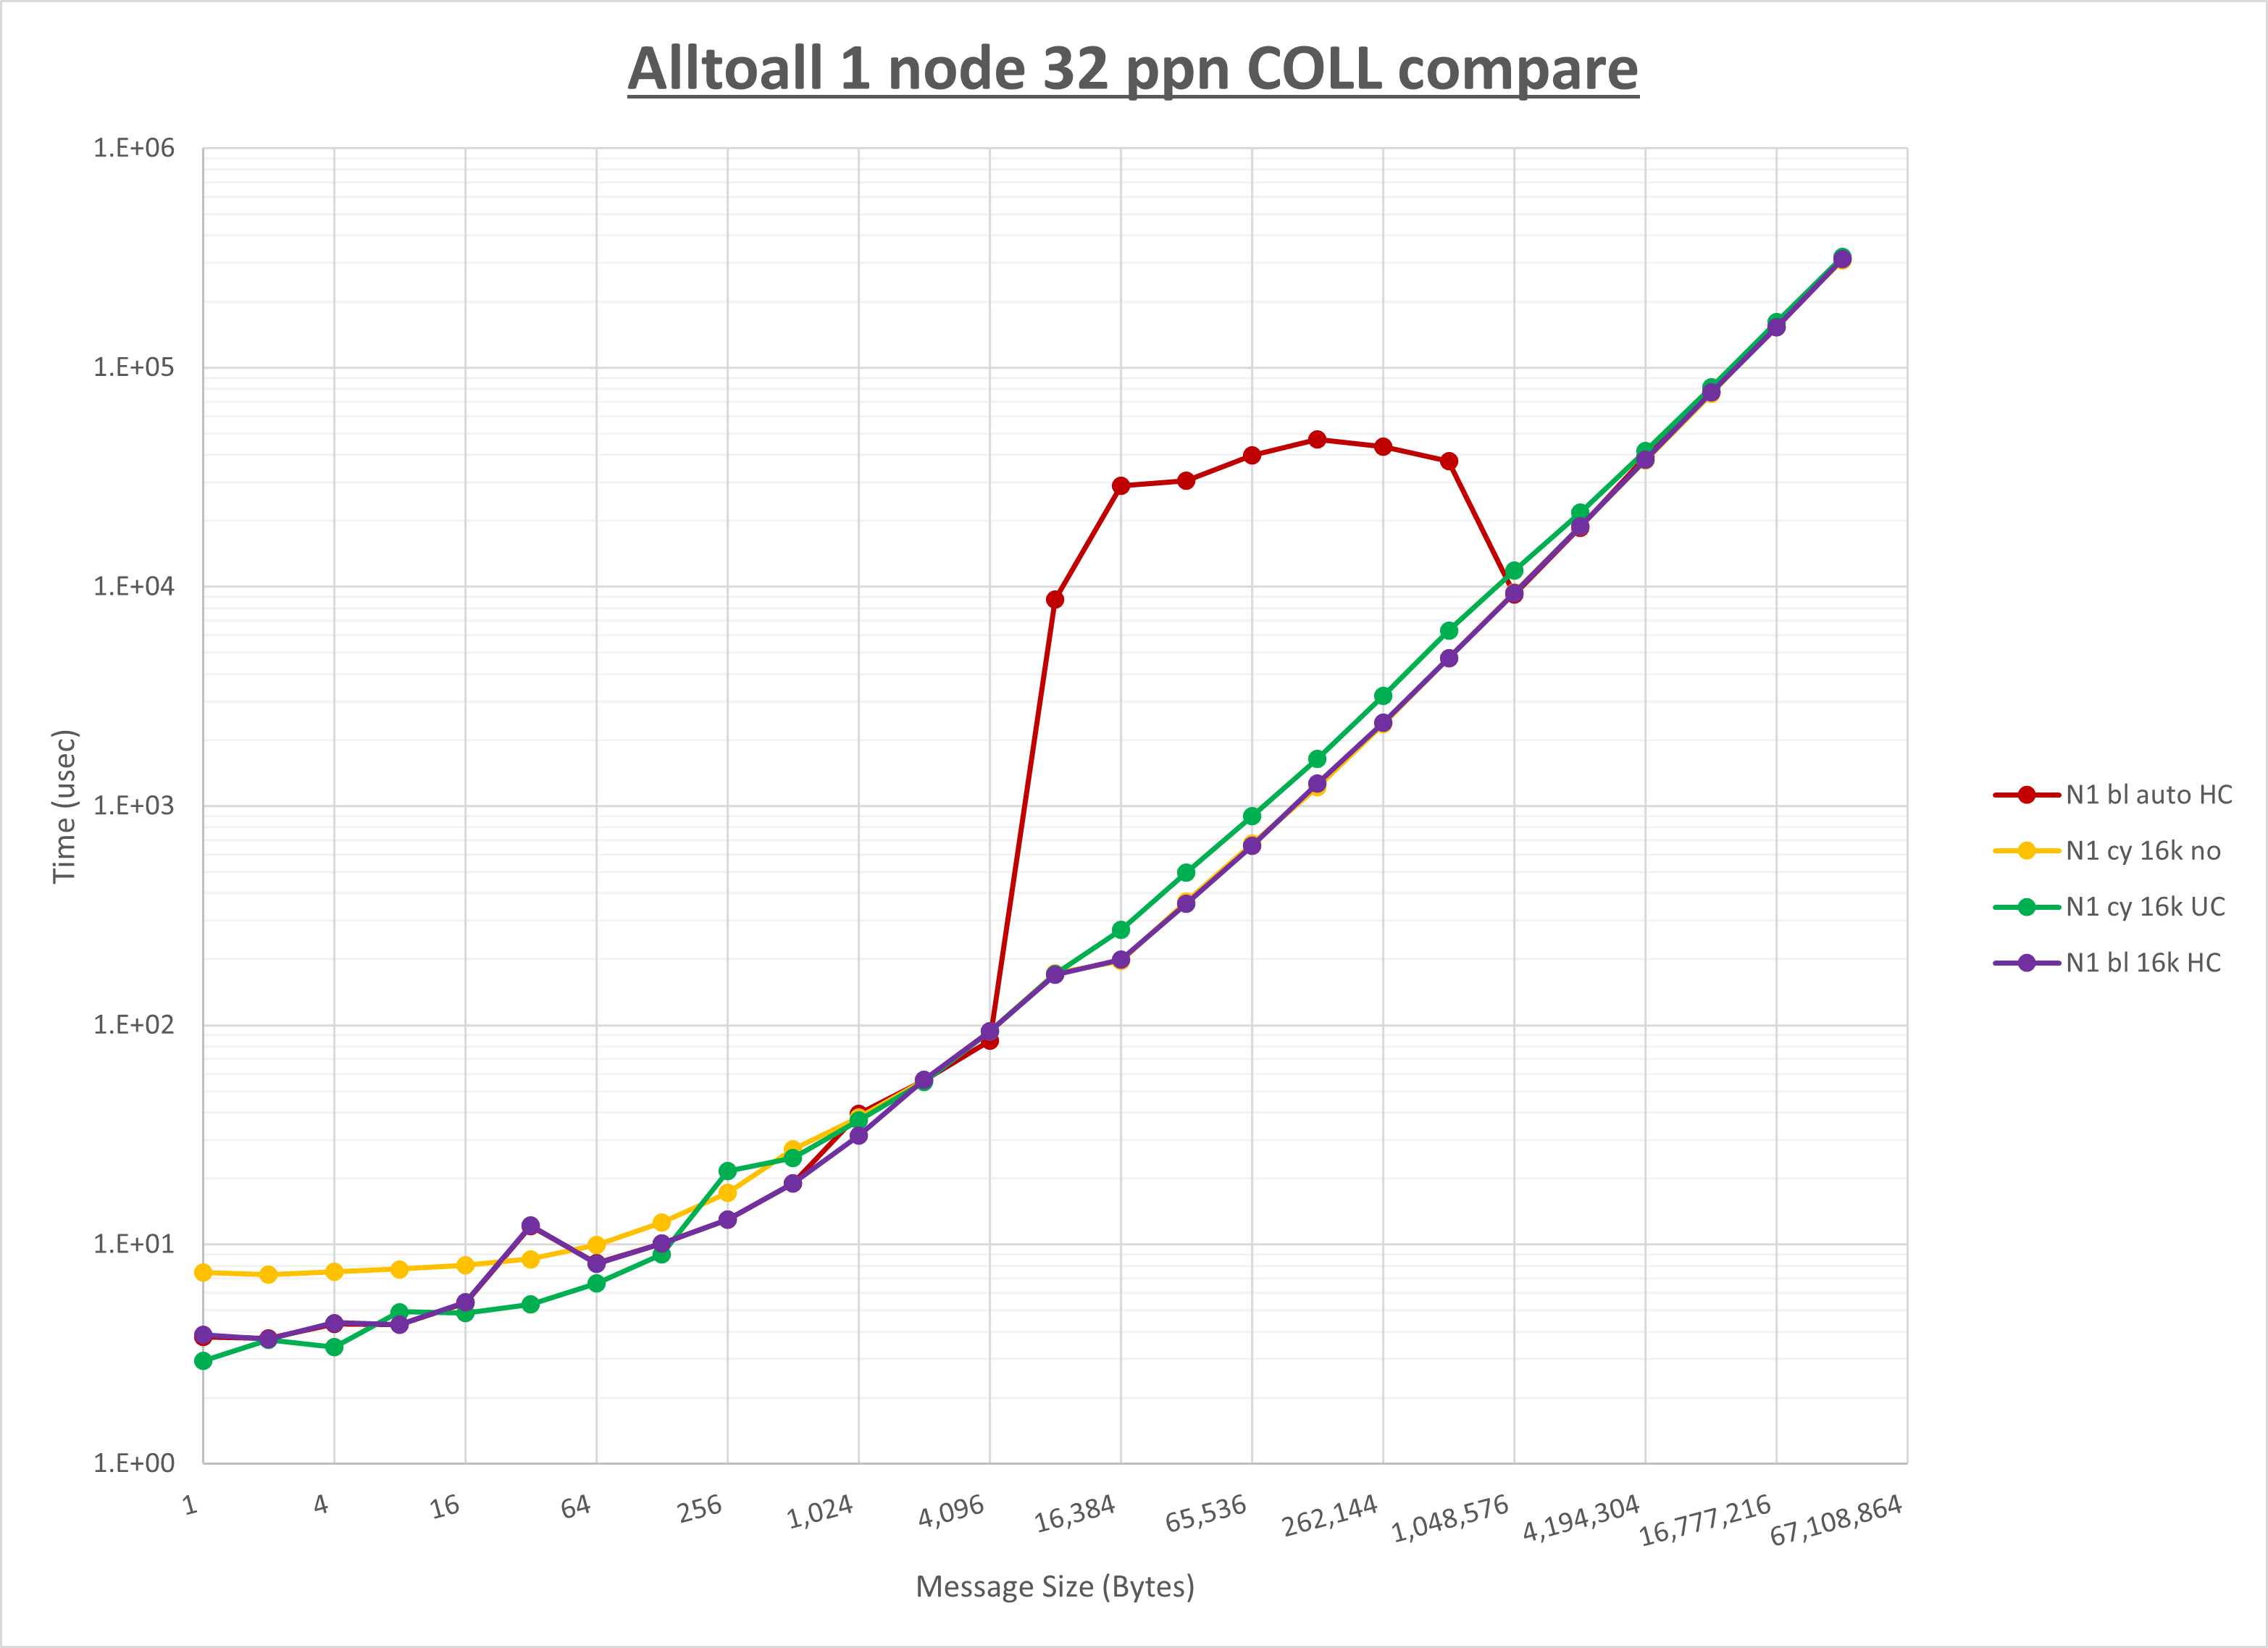 Alltoall 1 node 32 ppn COLL compare
1.E+06
1.E+05
1.E+04
1.E+03
1.E+02
1.E+01
1.E+00
Time (usec)
1
4
16
64
256
1,024
4,096
16,384
65,536
262,144
1,048,576
4,194,304
16,777,216
67,108,864
Message Size (Bytes)
N1 bl auto HC
N1 cy 16k no
N1 cy 16k UC
N1 bl 16k HC